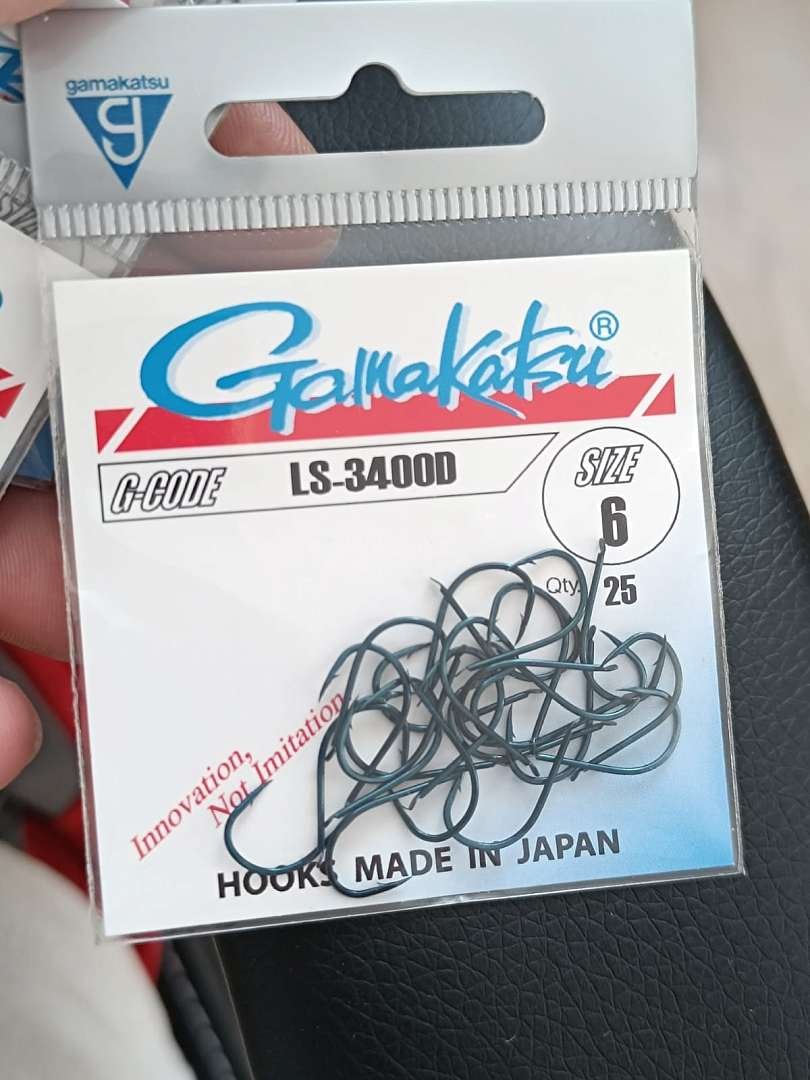 gamakatsu
g
Gamakatsu®
G-CODE LS-3400D
SIZE
6
Qty. 25
Innovation,
Not Imitation
HOOKS MADE IN JAPAN